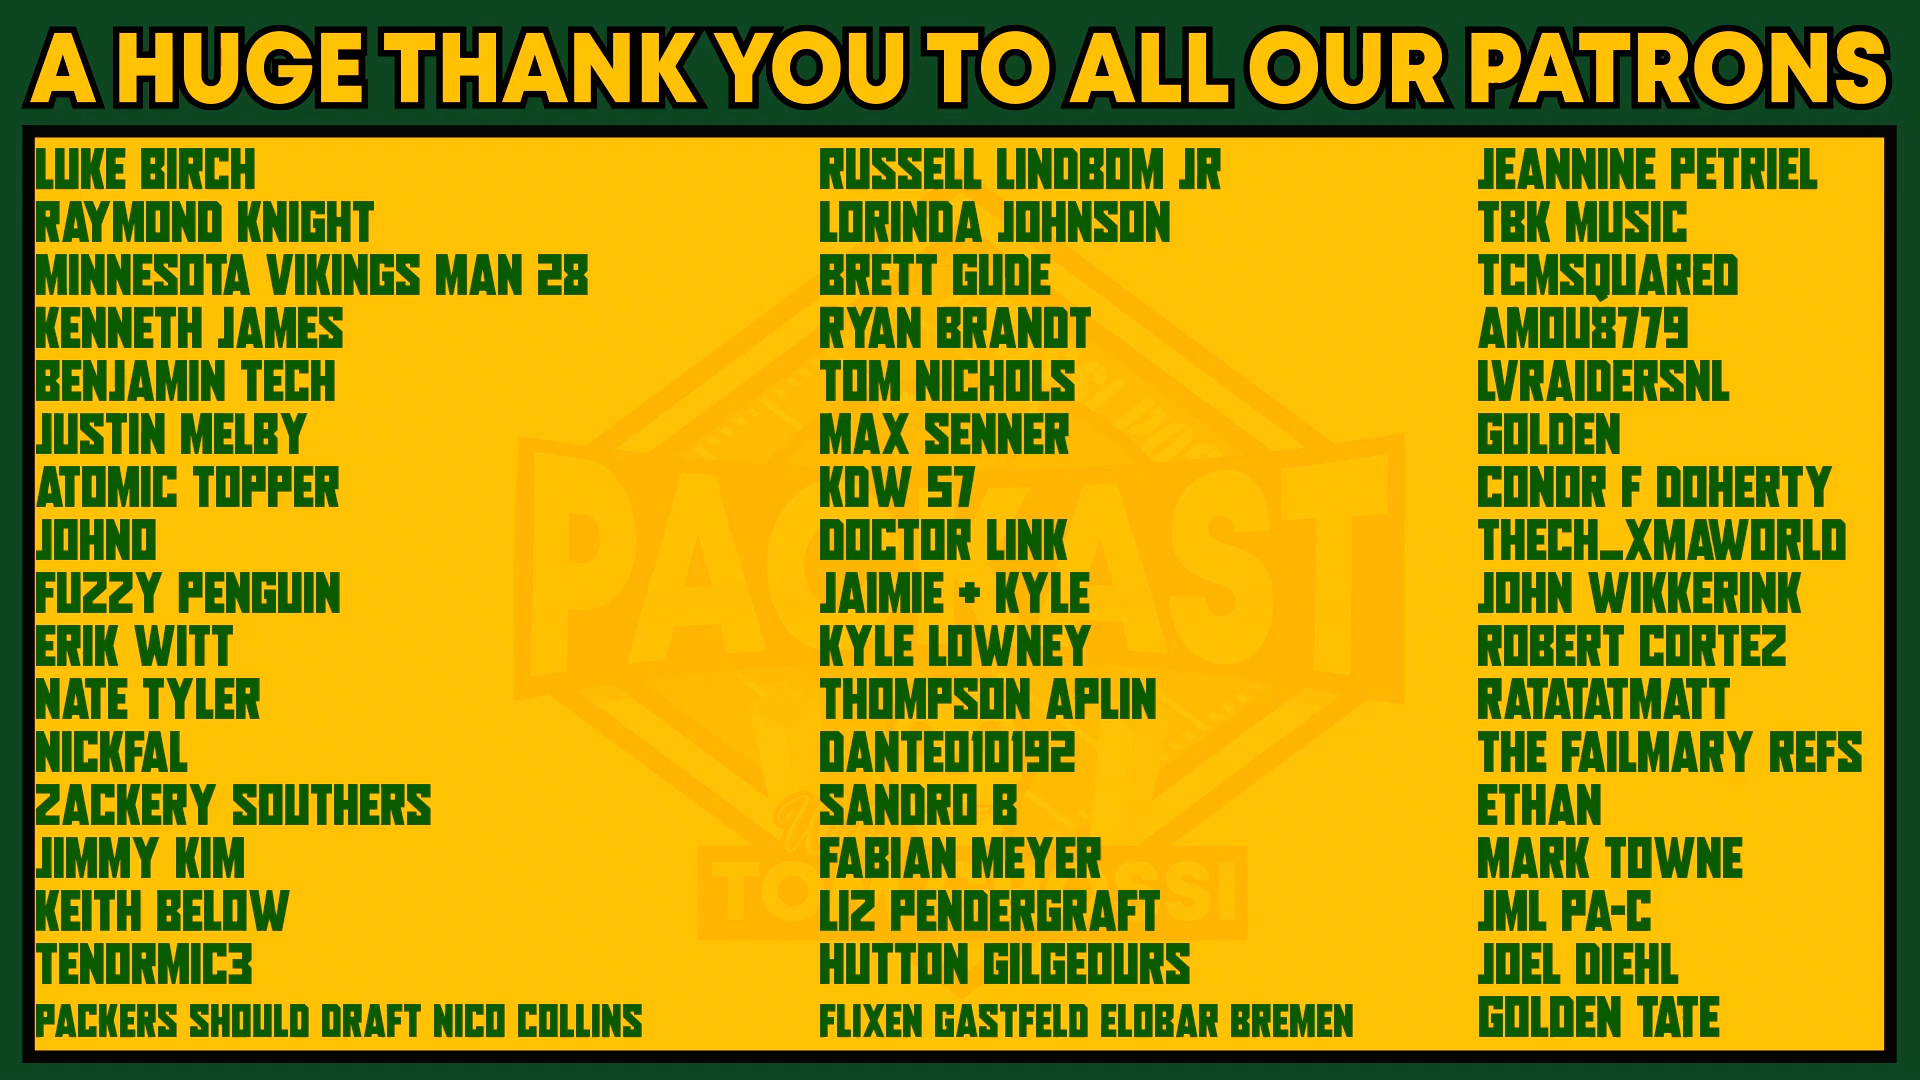 A HUGE THANK YOU TO ALL OUR PATRONS
LUKE BIRCH
RAYMOND KNIGHT
MINNESOTA VIKINGS MAN 28
KENNETH JAMES
BENJAMIN TECH
JUSTIN MELBY
ATOMIC TOPPER
JOHNO
FUZZY PENGUIN
ERIK WITT
NATE TYLER
NICKFAL
ZACKERY SOUTHERS
JIMMY KIM
KEITH BELOW
TENORMIC3
PACKERS SHOULD DRAFT NICO COLLINS
RUSSELL LINDBOM JR
LORINDA JOHNSON
BRETT GUDE
RYAN BRANDT
TOM NICHOLS
MAX SENNER
KDW 57
DOCTOR LINK
JAIMIE + KYLE
KYLE LOWNEY
THOMPSON APLIN
DANTE010192
SANDRO B
FABIAN MEYER
LIZ PENDERGRAFT
HUTTON GILGEOURS
FLIXEN GASTFELD ELOBAR BREMEN
JEANNINE PETRIEL
TBK MUSIC
TCMSQUARED
AMOU8779
LVRAIDERSNL
GOLDEN
CONOR F DOHERTY
THECH_XMAWORLD
JOHN WIKKERINK
ROBERT CORTEZ
RATATATMATT
THE FAILMARY REFS
ETHAN
MARK TOWNE
JML PA-C
JOEL DIEHL
GOLDEN TATE
PACKAST